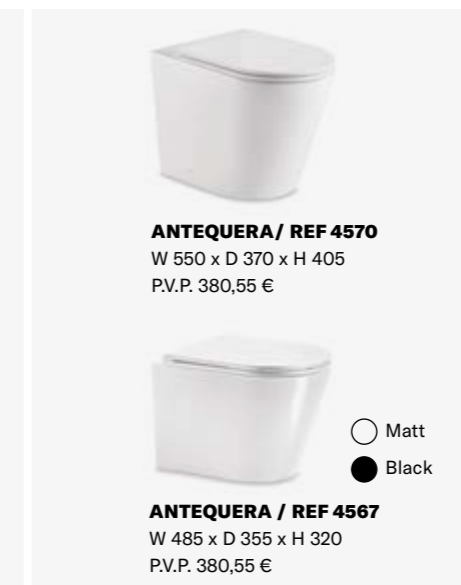 ANTEQUERA/ REF 4570
W 550 x D 370 x H 405
P.V.P. 380,55 €
Matt
Black
ANTEQUERA / REF 4567
W 485 x D 355 x H 320
P.V.P. 380,55 €